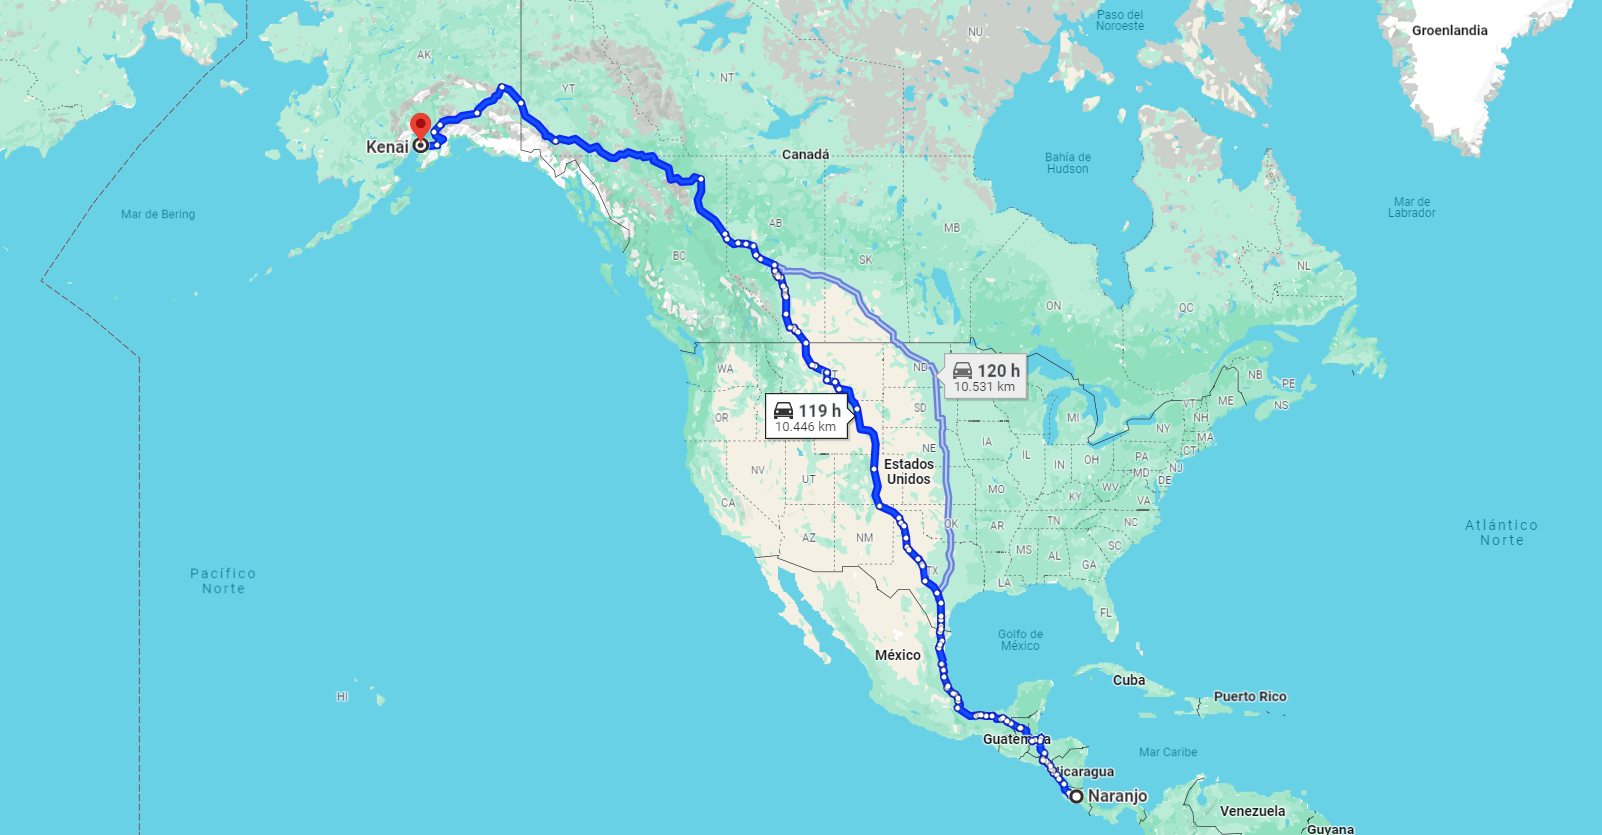 Paso del
Noroeste
Groenlandia
NU
AK
NT
YT
Kenai
Canadá
Bahía de
Hudson
Mar de Bering
Mar de
Labrador
AB
MB
BC
SK
NL
ON
QC
WA
ND
120 h
10.531 km
NB
PE
NS
OR
119 h
10.446 km
SD
MI
VT
ME
NH
NY
MA
CT
IA
NE
IL
IN
OH
PA
NJ
MD
DE
NV
UT
Estados
Unidos
MO
KY
WV
VA
CA
OK
AR
TN
NC
AZ
NM
MS
AL
SC
GA
Atlántico
Norte
TX
LA
FL
Pacífico
Norte
Golfo de
México
México
HI
Cuba
Puerto Rico
Guatemala
Mar Caribe
Nicaragua
Naranjo
Venezuela
Guyana